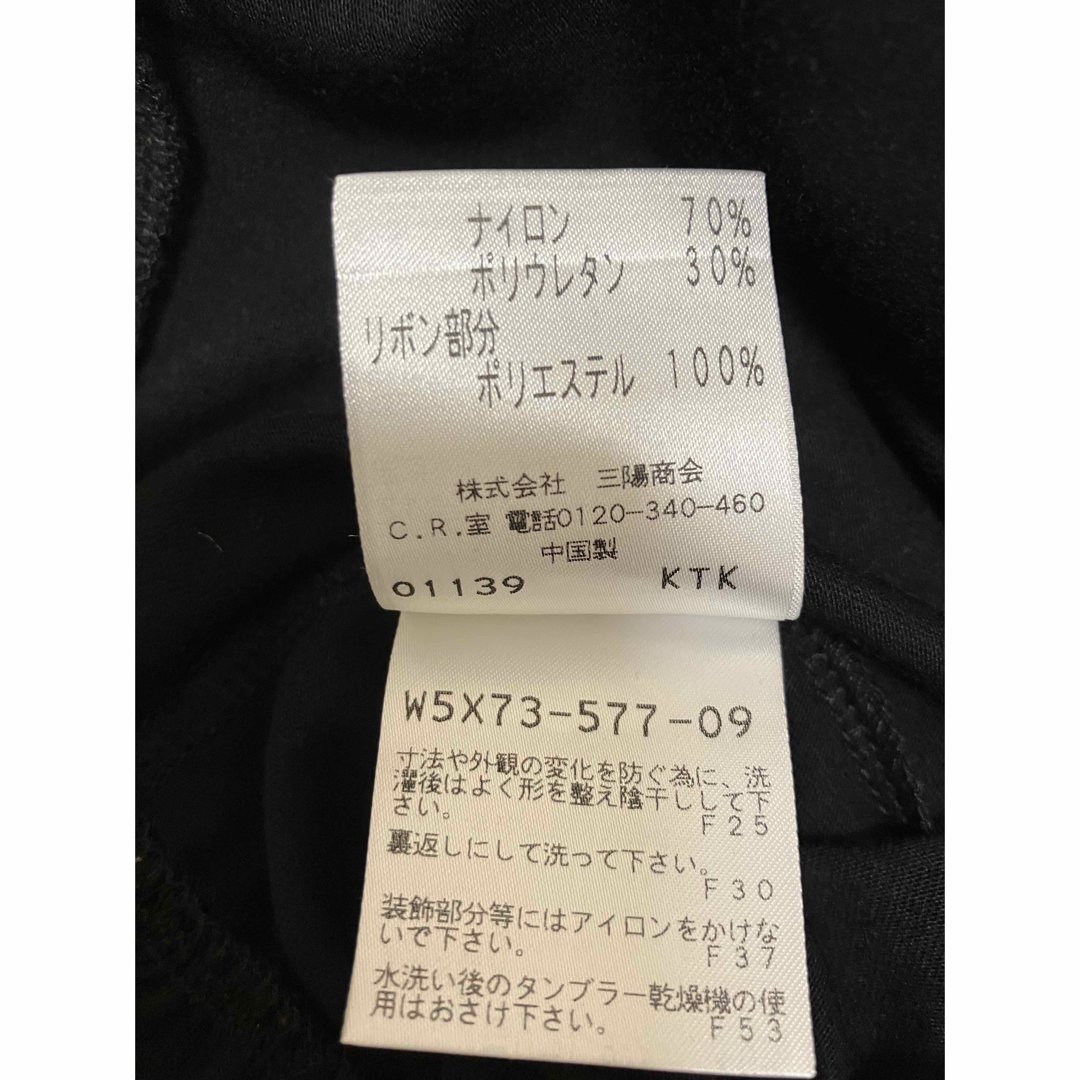 ナイロン 70%
ポリウレタン 30%
リボン部分
ポリエステル 100%
株式会社 三陽商会
C.R.室 電話0120-340-460
中国製
01139 KTK
W5X73-577-09
寸法や外観の変化を防ぐ為に、洗
濯後はよく形を整え陰干しして下
さい。 F25
裏返しにして洗って下さい。
F30
装飾部分等にはアイロンをかけな
いで下さい。 F37
水洗い後のタンブラー乾燥機の使
用はおさけ下さい。 F53